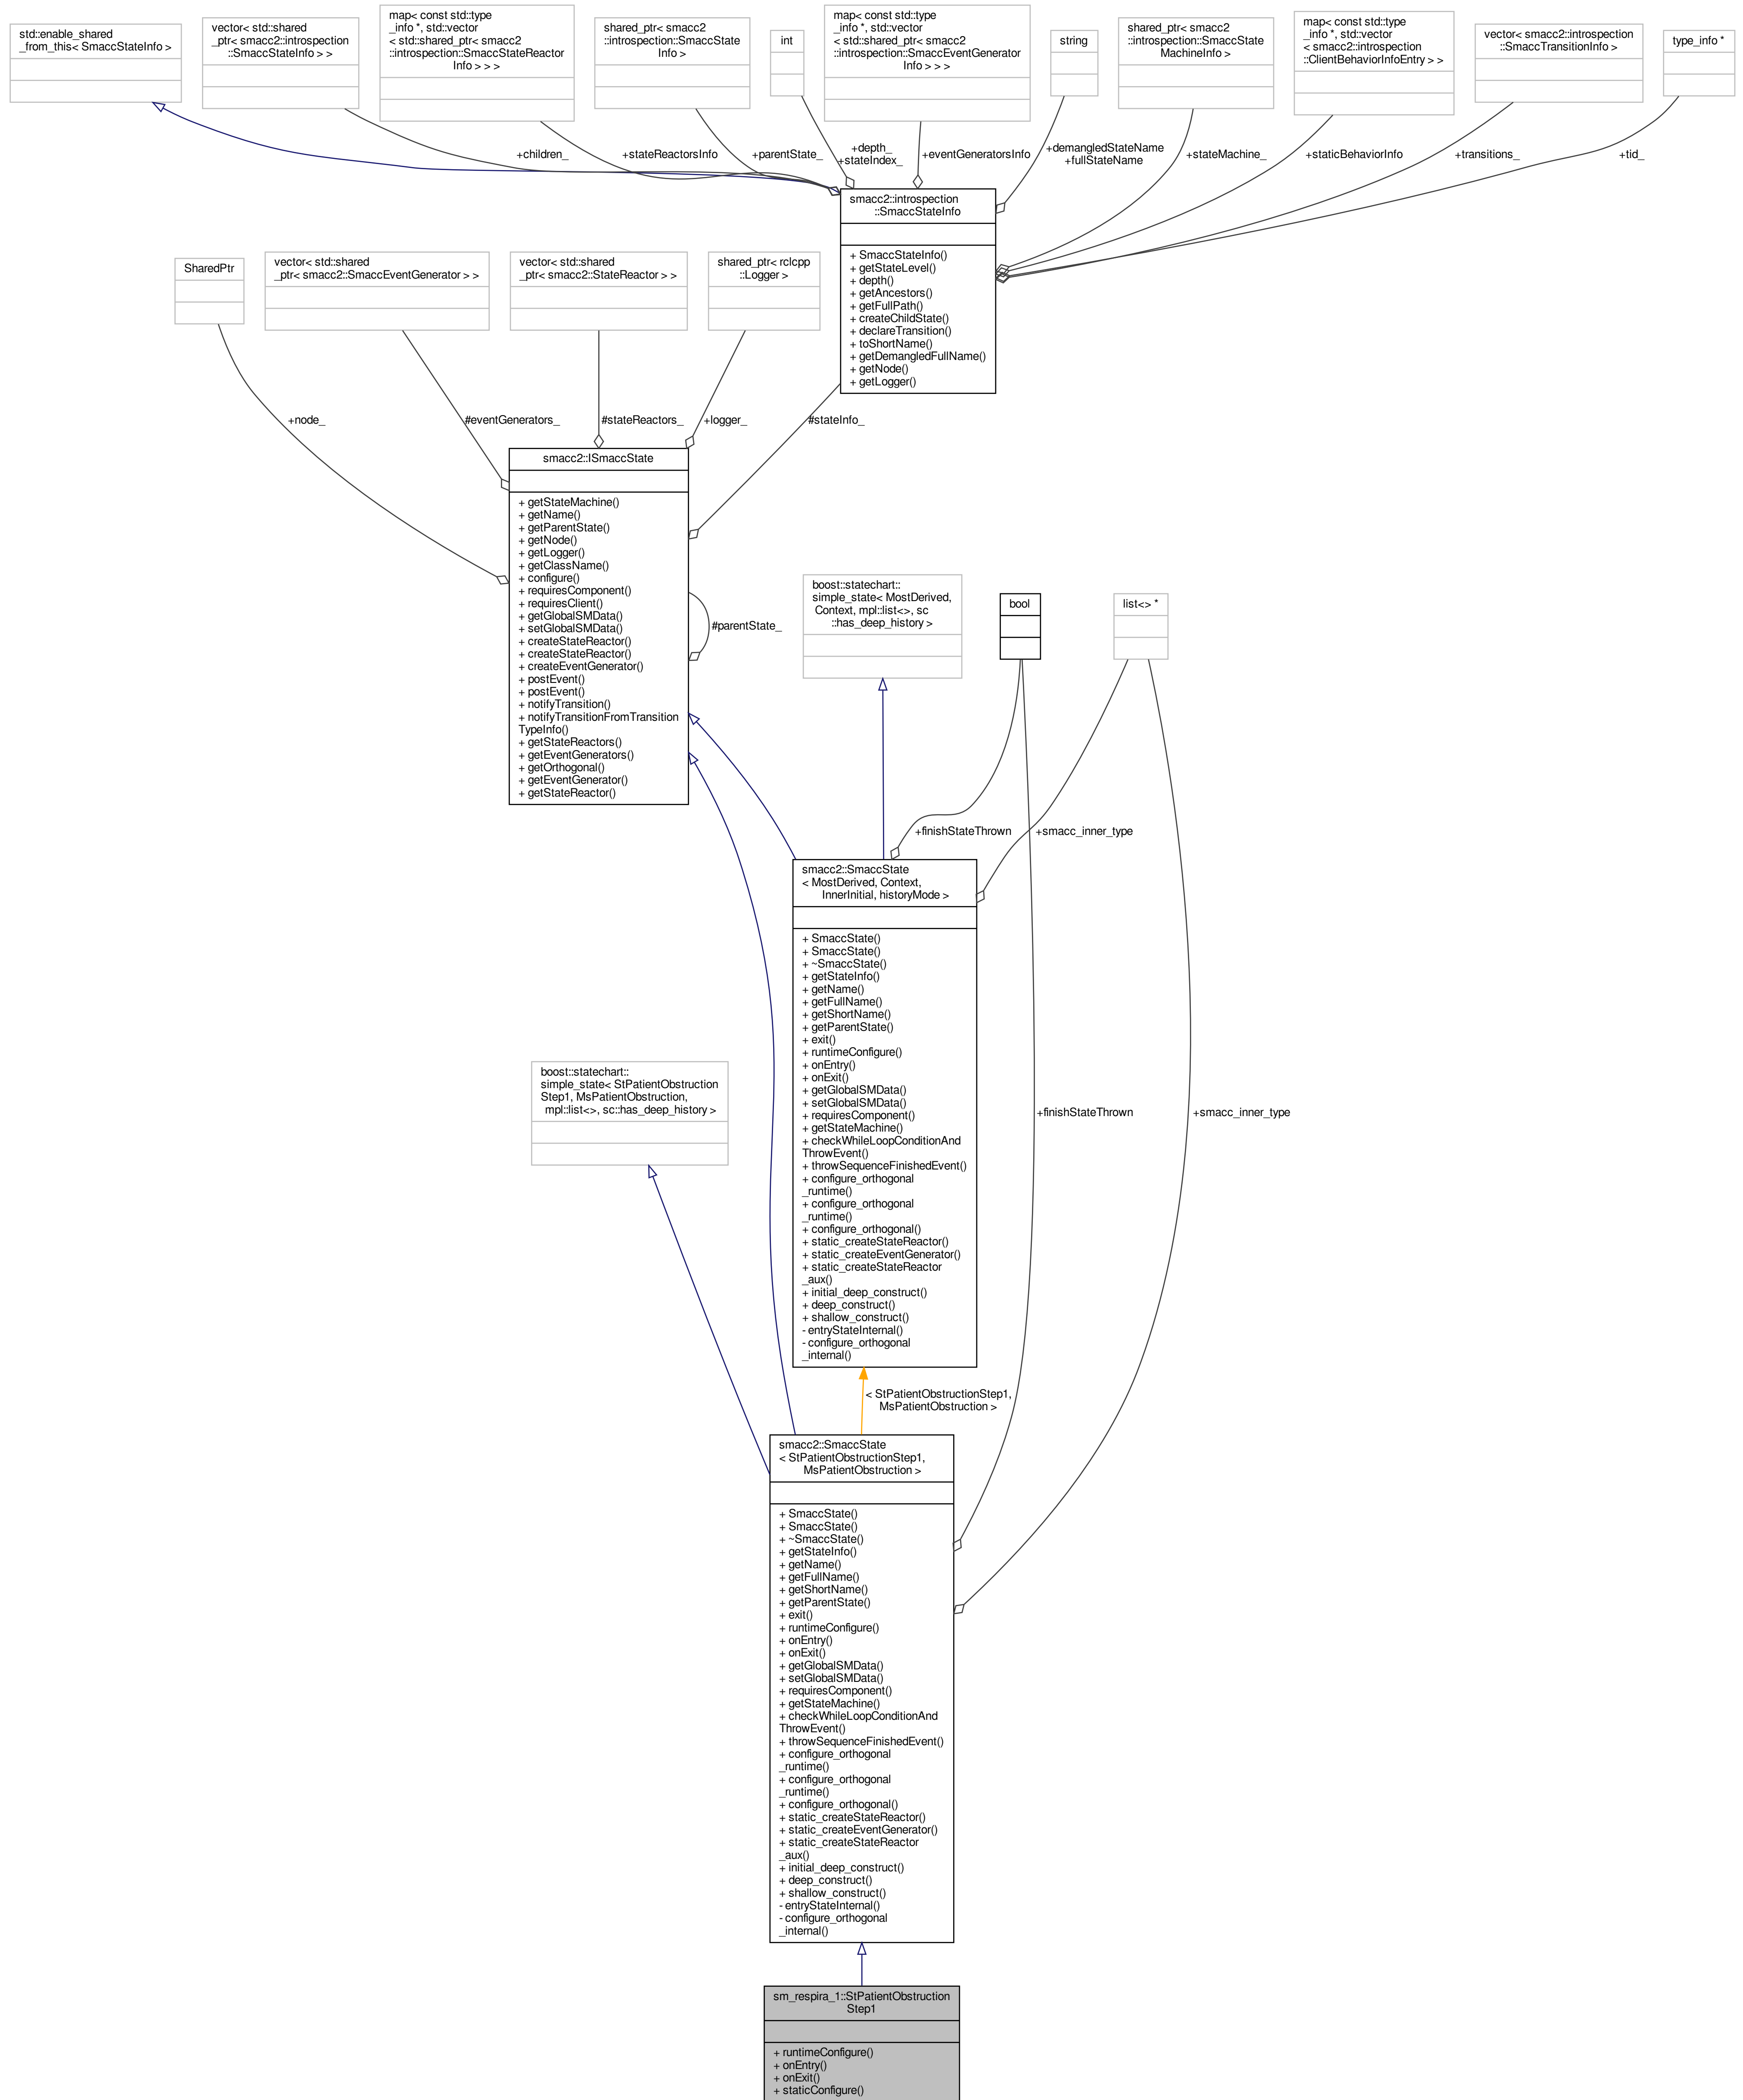 std::enable_shared
_from_this< SmaccStateInfo >
vector< std::shared
_ptr< smacc2::introspection
::SmaccStateInfo > >
map< const std::type
_info *, std::vector
< std::shared_ptr< smacc2
::introspection::SmaccStateReactor
Info > > >
shared_ptr< smacc2
::introspection::SmaccState
Info >
int
map< const std::type
_info *, std::vector
< std::shared_ptr< smacc2
::introspection::SmaccEventGenerator
Info > > >
string
shared_ptr< smacc2
::introspection::SmaccState
MachineInfo >
map< const std::type
_info *, std::vector
< smacc2::introspection
::ClientBehaviorInfoEntry > >
vector< smacc2::introspection
::SmaccTransitionInfo >
type_info *
+children_
+stateReactorsInfo
+parentState_
+depth_
+stateIndex_
+eventGeneratorsInfo
+demangledStateName
+fullStateName
+stateMachine_
+staticBehaviorInfo
+transitions_
+tid_
smacc2::introspection
::SmaccStateInfo
+ SmaccStateInfo()
+ getStateLevel()
+ depth()
+ getAncestors()
+ getFullPath()
+ createChildState()
+ declareTransition()
+ toShortName()
+ getDemangledFullName()
+ getNode()
+ getLogger()
SharedPtr
vector< std::shared
_ptr< smacc2::SmaccEventGenerator > >
vector< std::shared
_ptr< smacc2::StateReactor > >
shared_ptr< rclcpp
::Logger >
+node_
#eventGenerators_
#stateReactors_
+logger_
#stateInfo_
smacc2::ISmaccState
+ getStateMachine()
+ getName()
+ getParentState()
+ getNode()
+ getLogger()
+ getClassName()
+ configure()
+ requiresComponent()
+ requiresClient()
+ getGlobalSMData()
+ setGlobalSMData()
+ createStateReactor()
+ createStateReactor()
+ createEventGenerator()
+ postEvent()
+ postEvent()
+ notifyTransition()
+ notifyTransitionFromTransition
TypeInfo()
+ getStateReactors()
+ getEventGenerators()
+ getOrthogonal()
+ getEventGenerator()
+ getStateReactor()
#parentState_
boost::statechart::
simple_state< MostDerived,
Context, mpl::list<>, sc
::has_deep_history >
bool
list<> *
+finishStateThrown
+smacc_inner_type
smacc2::SmaccState
< MostDerived, Context,
InnerInitial, historyMode >
+ SmaccState()
+ SmaccState()
+ ~SmaccState()
+ getStateInfo()
+ getName()
+ getFullName()
+ getShortName()
+ getParentState()
+ exit()
+ runtimeConfigure()
+ onEntry()
+ onExit()
+ getGlobalSMData()
+ setGlobalSMData()
+ requiresComponent()
+ getStateMachine()
+ checkWhileLoopConditionAnd
ThrowEvent()
+ throwSequenceFinishedEvent()
+ configure_orthogonal
_runtime()
+ configure_orthogonal
_runtime()
+ configure_orthogonal()
+ static_createStateReactor()
+ static_createEventGenerator()
+ static_createStateReactor
_aux()
+ initial_deep_construct()
+ deep_construct()
+ shallow_construct()
- entryStateInternal()
- configure_orthogonal
_internal()
boost::statechart::
simple_state< StPatientObstruction
Step1, MsPatientObstruction,
mpl::list<>, sc::has_deep_history >
+finishStateThrown
+smacc_inner_type
< StPatientObstructionStep1,
MsPatientObstruction >
smacc2::SmaccState
< StPatientObstructionStep1,
MsPatientObstruction >
+ SmaccState()
+ SmaccState()
+ ~SmaccState()
+ getStateInfo()
+ getName()
+ getFullName()
+ getShortName()
+ getParentState()
+ exit()
+ runtimeConfigure()
+ onEntry()
+ onExit()
+ getGlobalSMData()
+ setGlobalSMData()
+ requiresComponent()
+ getStateMachine()
+ checkWhileLoopConditionAnd
ThrowEvent()
+ throwSequenceFinishedEvent()
+ configure_orthogonal
_runtime()
+ configure_orthogonal
_runtime()
+ configure_orthogonal()
+ static_createStateReactor()
+ static_createEventGenerator()
+ static_createStateReactor
_aux()
+ initial_deep_construct()
+ deep_construct()
+ shallow_construct()
- entryStateInternal()
- configure_orthogonal
_internal()
sm_respira_1::StPatientObstruction
Step1
+ runtimeConfigure()
+ onEntry()
+ onExit()
+ staticConfigure()